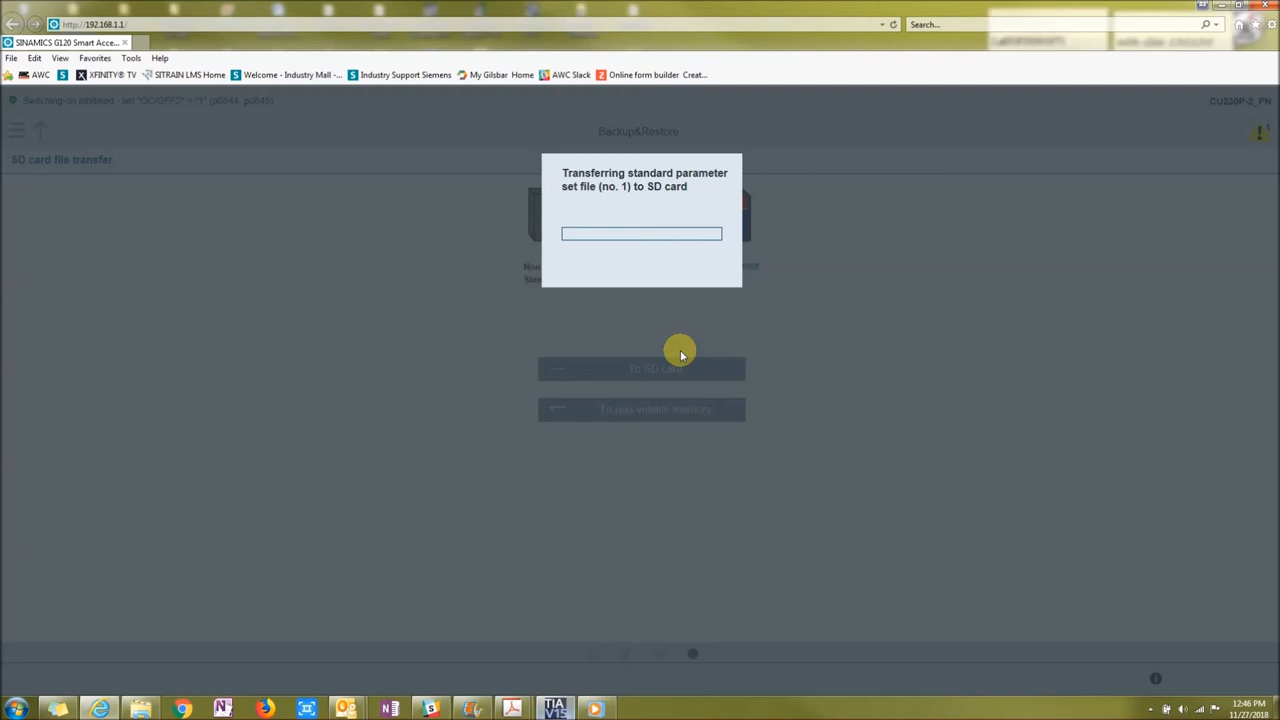 http://192.168.1.1/
Search...
SINAMICS G120 Smart Acce...
File Edit View Favorites Tools Help
AWC XFINITY® TV SITRAIN LMS Home Welcome - Industry Mall -... Industry Support Siemens My Gilsbar Home AWC Slack Online form builder Creat...
Switching-on inhibited - set "OC/OFF2" = "1" (p0844, p0845)
CU230P-2_PN
Backup&Restore
SD card file transfer
Transferring standard parameter
set file (no. 1) to SD card
Non
To SD card
To non-volatile memory
TIA
V15
12:46 PM
11/27/2018